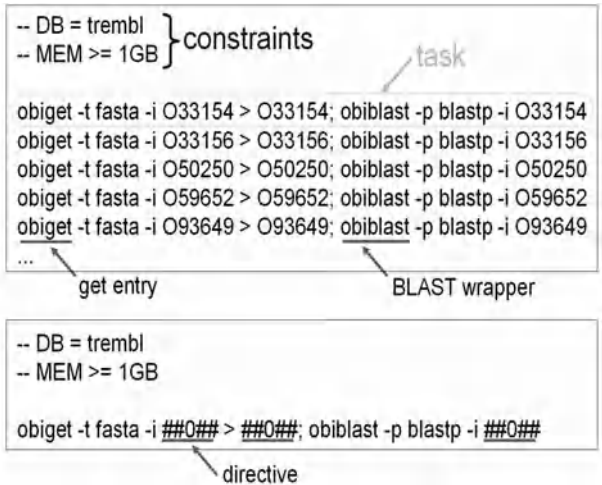 -- DB = trembl
-- MEM >= 1GB
constraints
task
obiget -t fasta -i O33154 > O33154; obiblast -p blastp -i O33154
obiget -t fasta -i O33156 > O33156; obiblast -p blastp -i O33156
obiget -t fasta -i O50250 > O50250; obiblast -p blastp -i O50250
obiget -t fasta -i O59652 > O59652; obiblast -p blastp -i O59652
obiget -t fasta -i O93649 > O93649; obiblast -p blastp -i O93649
...
get entry
BLAST wrapper
-- DB = trembl
-- MEM >= 1GB
obiget -t fasta -i ##0## > ##0##; obiblast -p blastp -i ##0##
directive